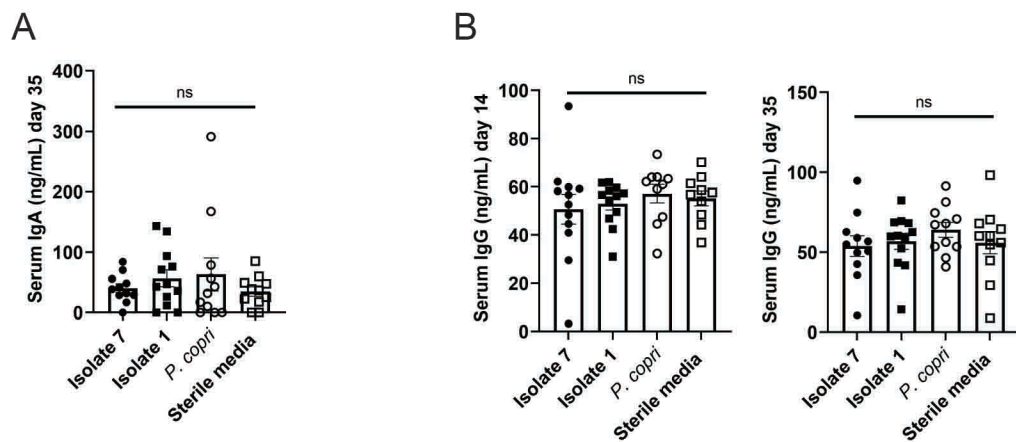 A
Serum IgA (ng/mL) day 35
400
300
200
100
0
ns
Isolate 7
Isolate 1
P. copri
Sterile media
B
Serum IgG (ng/mL) day 14
100
80
60
40
20
0
ns
Isolate 7
Isolate 1
P. copri
Sterile media
Serum IgG (ng/mL) day 35
150
100
50
0
ns
Isolate 7
Isolate 1
P. copri
Sterile media